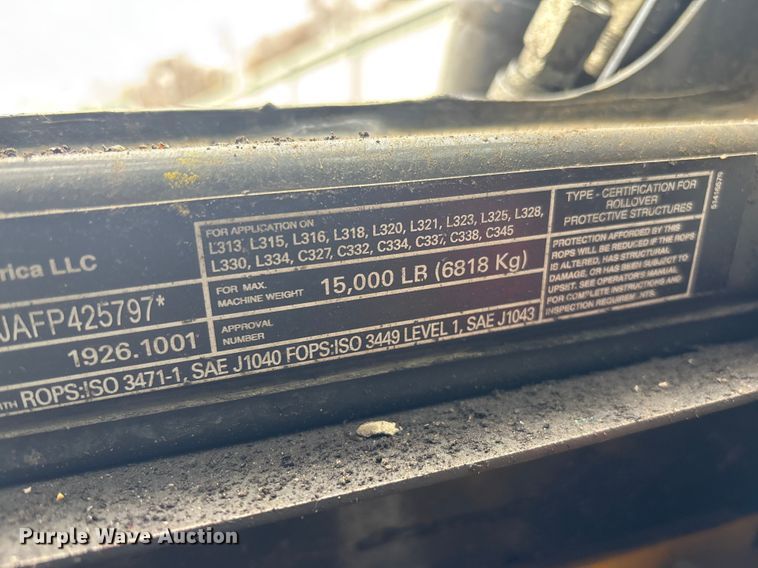 rica LLC
JAFP425797*
1926.1001
FOR APPLICATION ON
L313, L315, L316, L318, L320, L321, L323, L325, L328,
L330, L334, C327, C332, C334, C337, C338, C345
FOR MAX.
MACHINE WEIGHT
15,000 LB (6818 Kg)
APPROVAL
NUMBER
TYPE - CERTIFICATION FOR
ROLLOVER
PROTECTIVE STRUCTURES
PROTECTION AFFORDED BY THIS
ROPS WILL BE REDUCED IF THE ROPS
IS ALTERED, HAS STRUCTURAL
DAMAGE, OR HAS BEEN SUBJECT TO
UPSET. SEE OPERATOR'S MANUAL
FOR COMPLETE INSTRUCTIONS AND
INSPECTION REQUIREM NTS.
ITH ROPS:ISO 3471-1, SAE J1040 FOPS:ISO 3449 LEVEL 1, SAE J1043
Purple Wave Auction